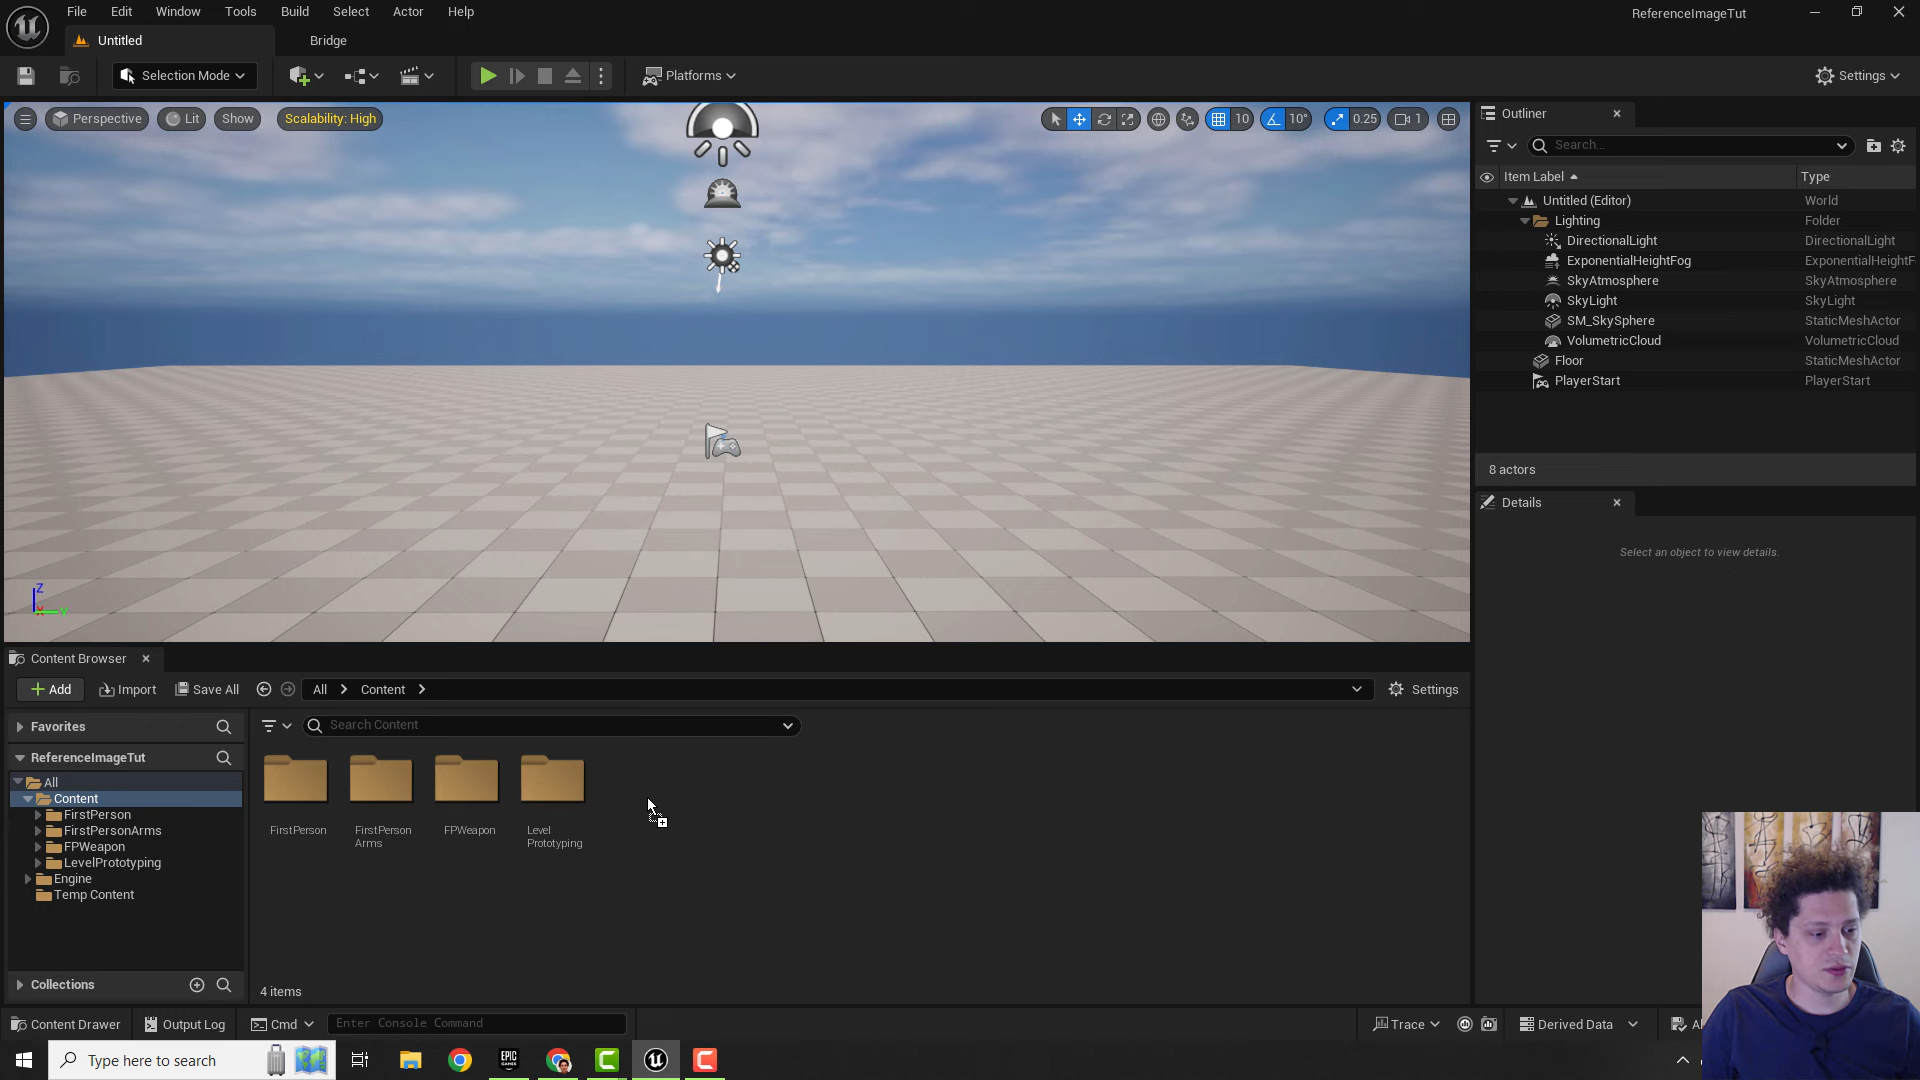 File Edit Window Tools Build Select Actor Help
ReferenceImageTut
Untitled
Bridge
Selection Mode
Platforms
Settings
Perspective
Lit
Show
Scalability: High
10
10°
0.25
1
Outliner
Search...
Item Label
Type
Untitled (Editor)
World
Lighting
Folder
DirectionalLight
DirectionalLight
ExponentialHeightFog
ExponentialHeightF
SkyAtmosphere
SkyAtmosphere
SkyLight
SkyLight
SM_SkySphere
StaticMeshActor
VolumetricCloud
VolumetricCloud
Floor
StaticMeshActor
PlayerStart
PlayerStart
8 actors
Details
Select an object to view details.
Z
Content Browser
Add
Import
Save All
All
Content
Settings
Favorites
Search Content
ReferenceImageTut
All
Content
FirstPerson
FirstPersonArms
FPWeapon
LevelPrototyping
Engine
Temp Content
Collections
FirstPerson
FirstPerson
Arms
FPWeapon
Level
Prototyping
4 items
Content Drawer
Output Log
Cmd
Enter Console Command
Trace
Derived Data
Type here to search
EPIC
GAMES